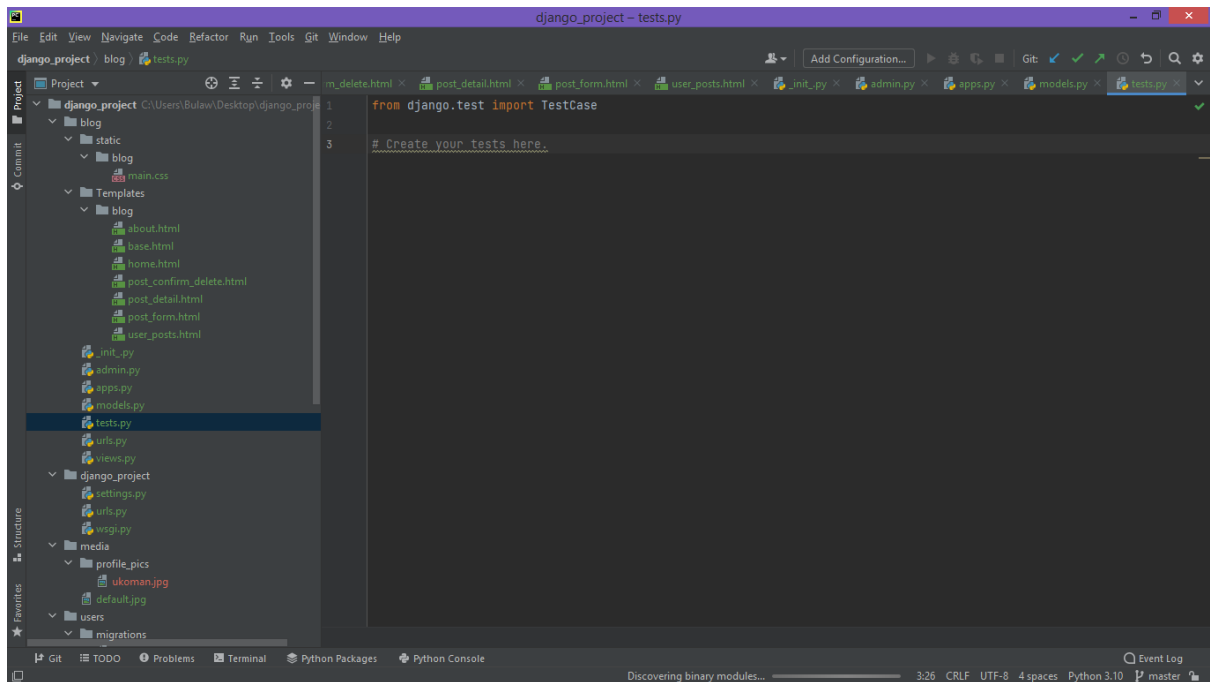 django_project – tests.py
File Edit View Navigate Code Refactor Run Tools Git Window Help
django_project blog tests.py Add Configuration... Git:
Project m_delete.html post_detail.html post_form.html user_posts.html _init_.py admin.py apps.py models.py tests.py
django_project C:\Users\Bulaw\Desktop\django_proje 1 from django.test import TestCase
blog 2
static 3 # Create your tests here.
blog
main.css
Templates
blog
about.html
base.html
home.html
post_confirm_delete.html
post_detail.html
post_form.html
user_posts.html
_init_.py
admin.py
apps.py
models.py
tests.py
urls.py
views.py
django_project
settings.py
urls.py
wsgi.py
media
profile_pics
ukoman.jpg
default.jpg
users
migrations
Project
Commit
Structure
Favorites
Git TODO Problems Terminal Python Packages Python Console Event Log
Discovering binary modules... 3:26 CRLF UTF-8 4 spaces Python 3.10 master